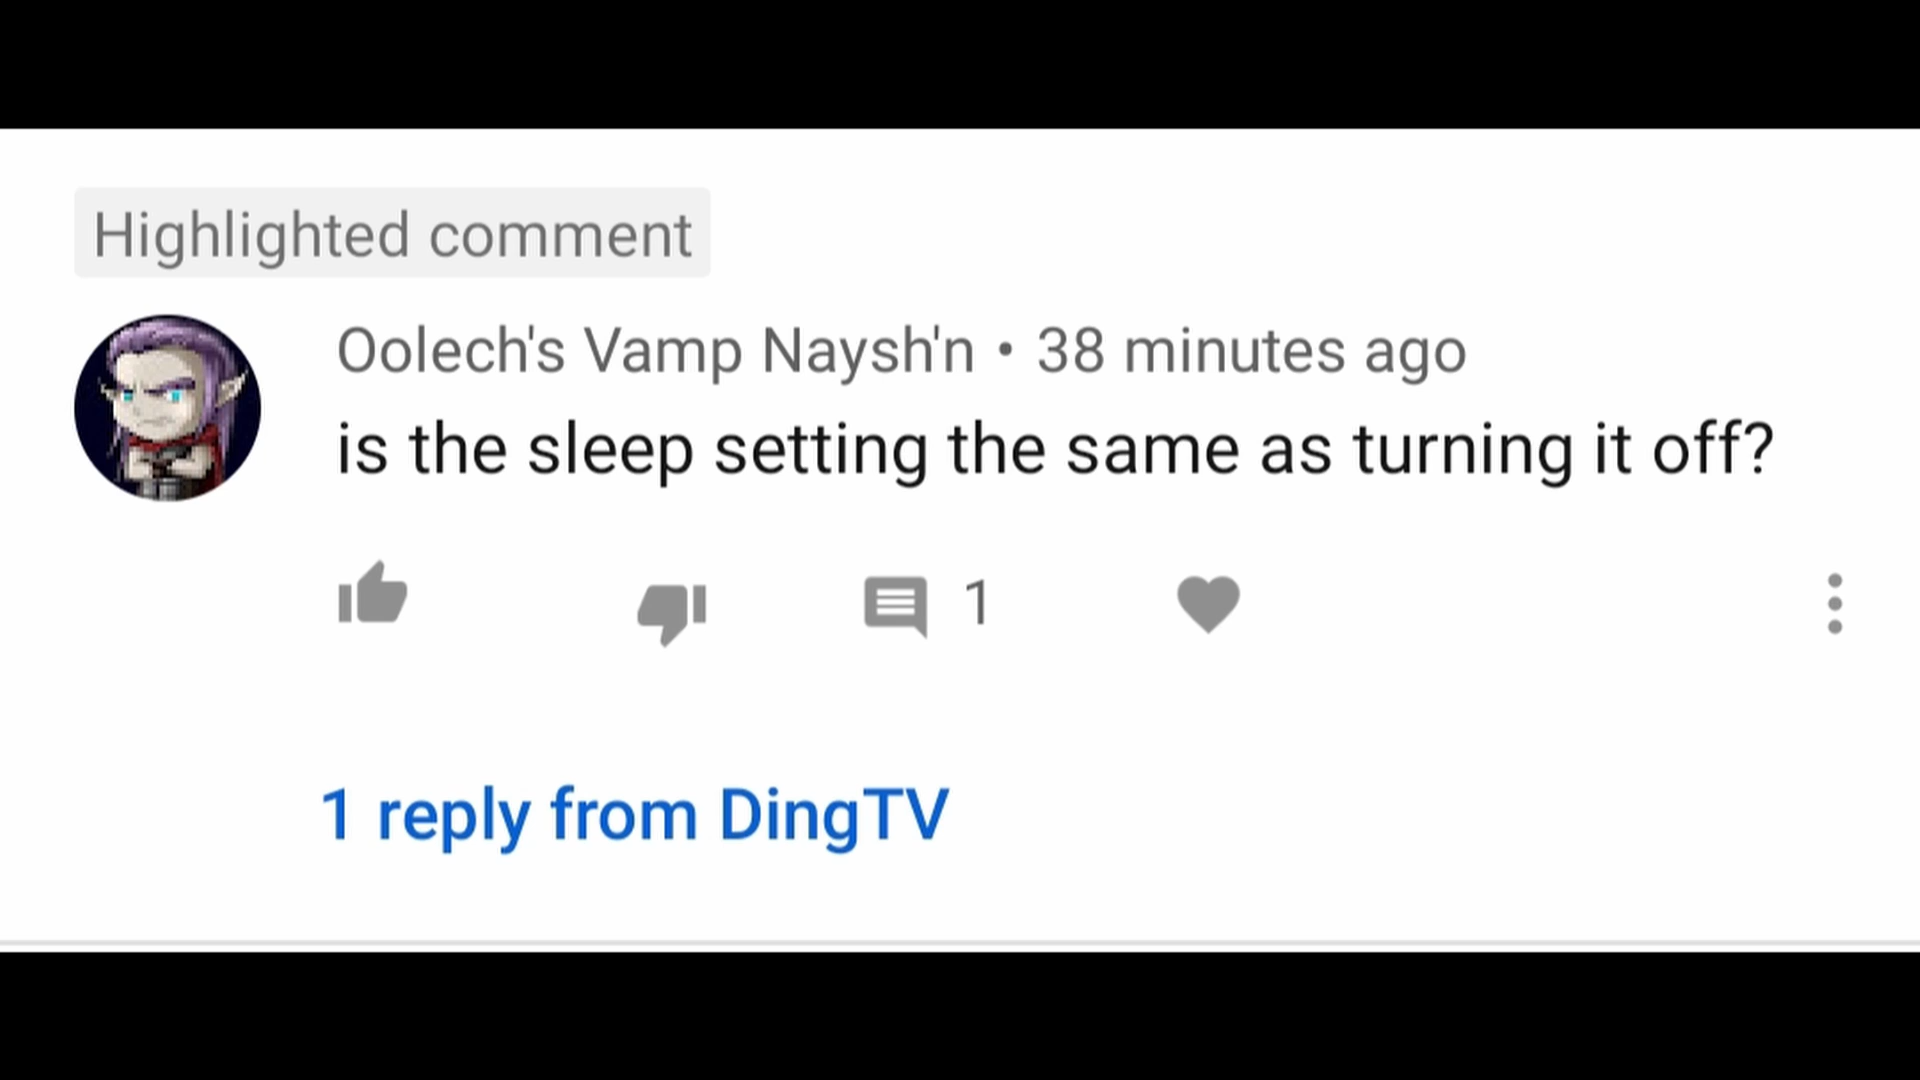 Highlighted comment
Oolech's Vamp Naysh'n • 38 minutes ago
is the sleep setting the same as turning it off?
1
1 reply from DingTV